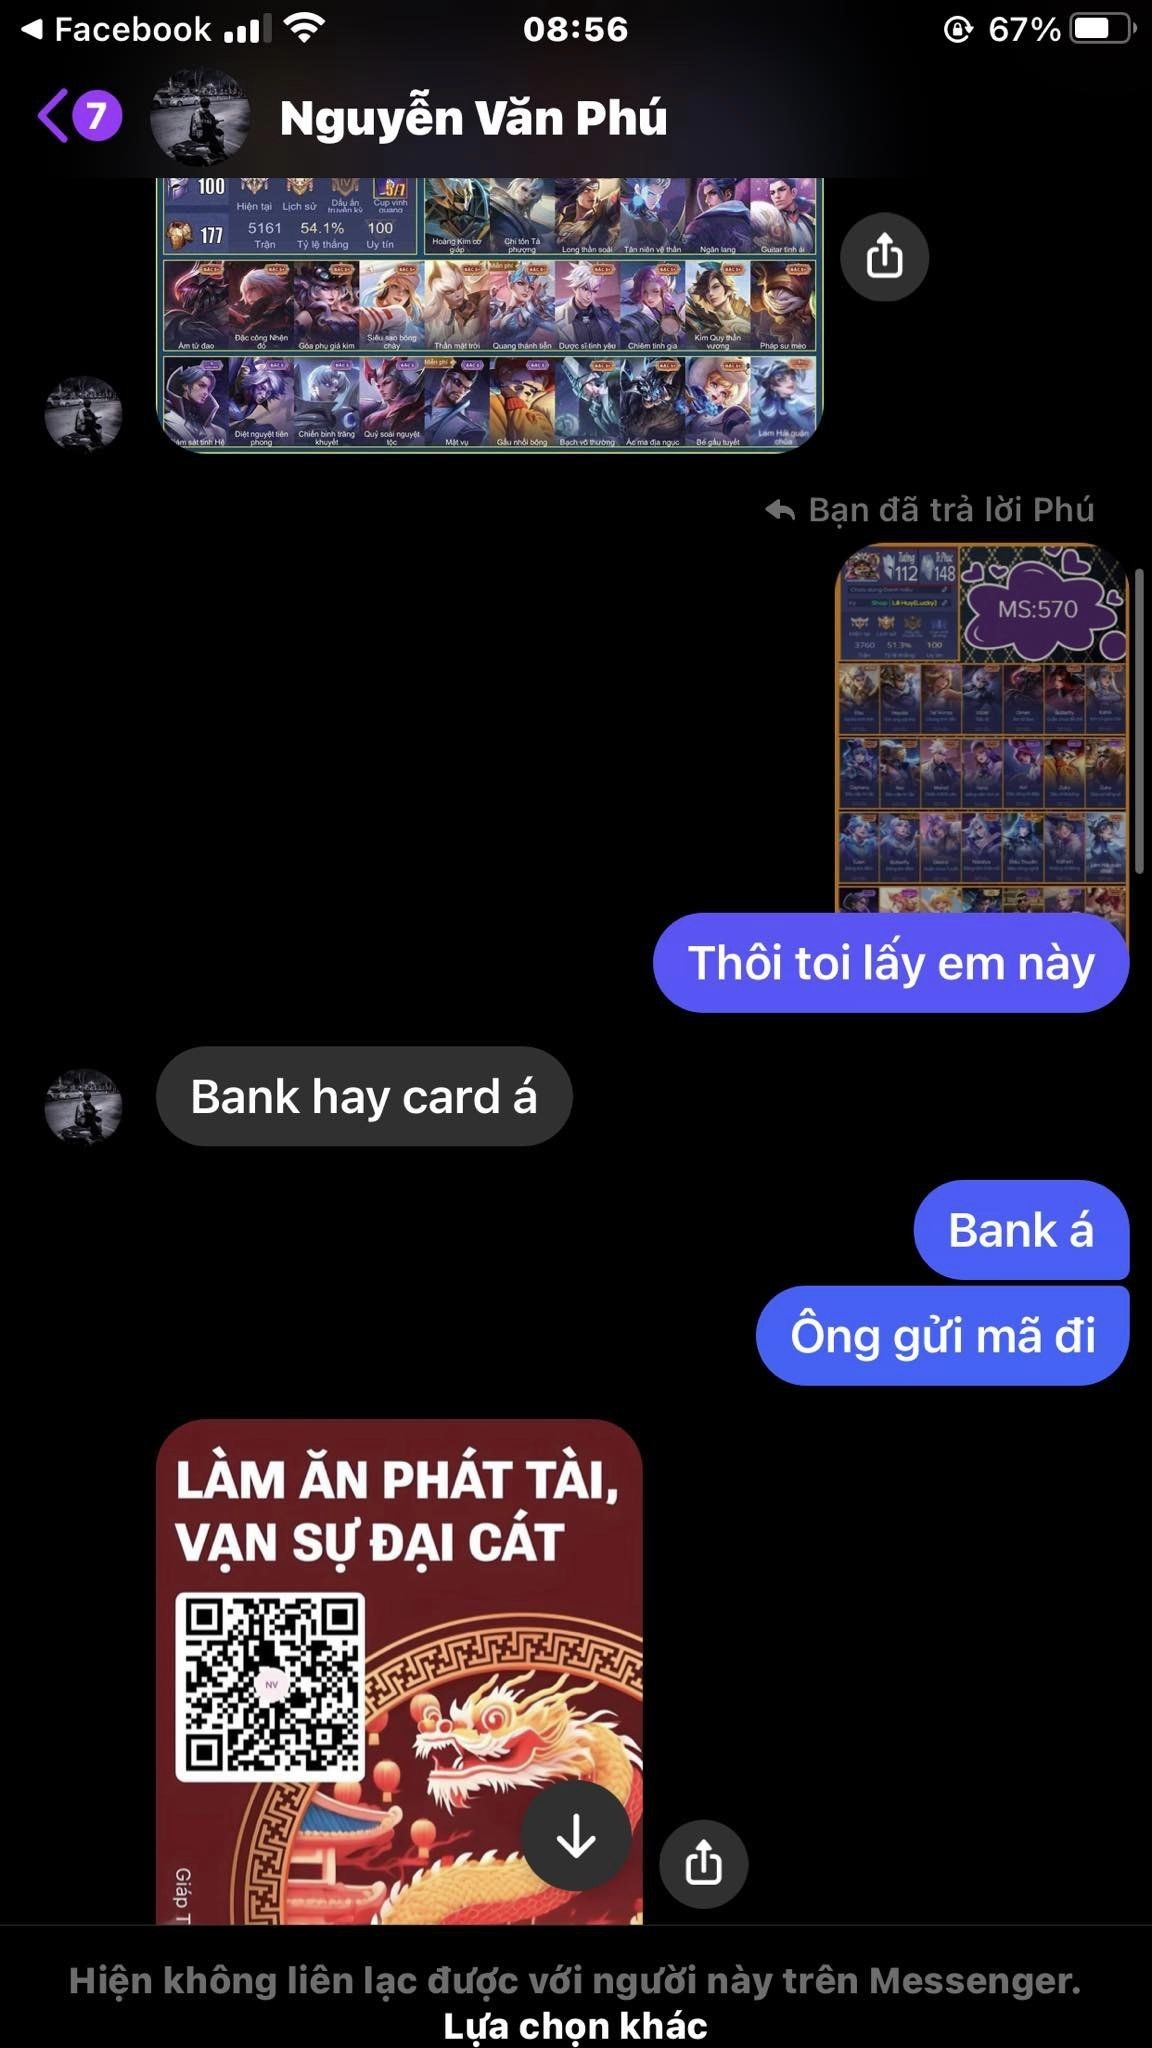 Facebook
08:56
67%
7
Nguyễn Văn Phú
100
Hiện tại
Lịch sử
Dấu ấn truyền kỳ
Cúp vinh quang
177
5161
54.1%
100
Trận
Tỷ lệ thắng
Uy tín
Hoàng Kim cơ giáp
Chí tôn Tà phượng
Long thần soái
Tân niên vệ thần
Ngân lang
Guitar tình ái
Ám tử đao
Đặc công Nhện đỏ
Góa phụ giá kim
Siêu sao bóng chày
Thần mặt trời
Quang thánh tiễn
Dược sĩ tình yêu
Chiêm tinh gia
Kim Quy thần vương
Pháp sư mèo
Diệt nguyệt tiên phong
Chiến binh trăng khuyết
Quỷ soái nguyệt tộc
Mật vụ
Gấu nhồi bông
Bạch vô thường
Ác ma địa ngục
Bé gấu tuyết
Lam Hải quân chúa
Bạn đã trả lời Phú
112
148
MS:570
3760
51.3%
100
Thôi toi lấy em này
Bank hay card á
Bank á
Ông gửi mã đi
LÀM ĂN PHÁT TÀI,
VẠN SỰ ĐẠI CÁT
NV
Giáp T
Hiện không liên lạc được với người này trên Messenger.
Lựa chọn khác